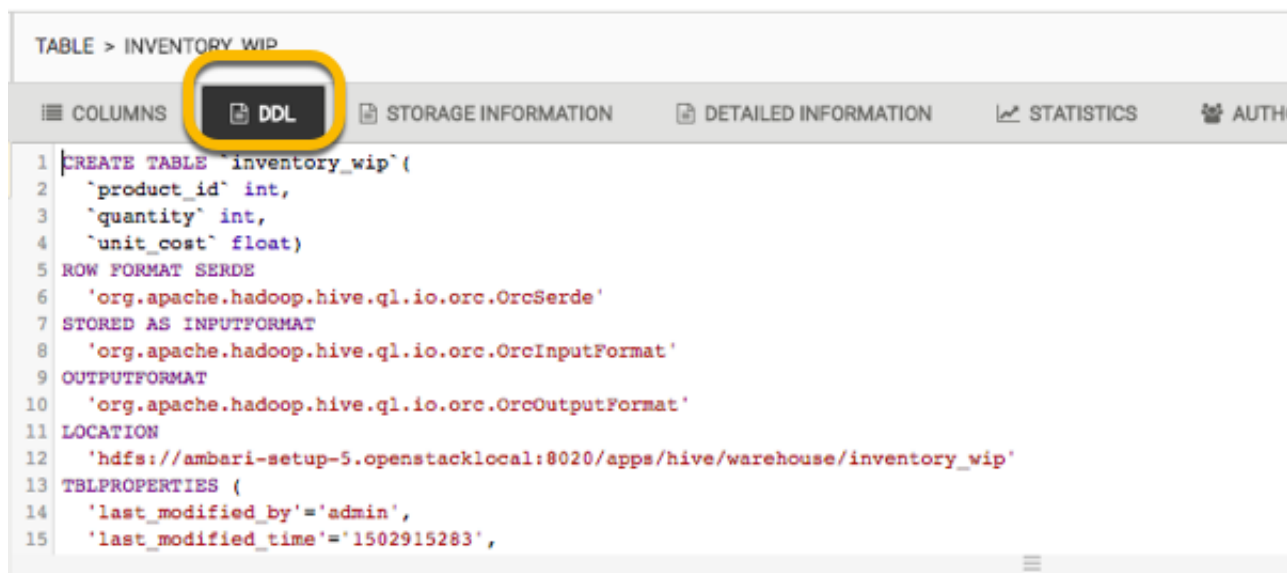 TABLE > INVENTORY_WIP
COLUMNS DDL STORAGE INFORMATION DETAILED INFORMATION STATISTICS AUTH
1 CREATE TABLE `inventory_wip`(
2 `product_id` int,
3 `quantity` int,
4 `unit_cost` float)
5 ROW FORMAT SERDE
6 'org.apache.hadoop.hive.ql.io.orc.OrcSerde'
7 STORED AS INPUTFORMAT
8 'org.apache.hadoop.hive.ql.io.orc.OrcInputFormat'
9 OUTPUTFORMAT
10 'org.apache.hadoop.hive.ql.io.orc.OrcOutputFormat'
11 LOCATION
12 'hdfs://ambari-setup-5.openstacklocal:8020/apps/hive/warehouse/inventory_wip'
13 TBLPROPERTIES (
14 'last_modified_by'='admin',
15 'last_modified_time'='1502915283',